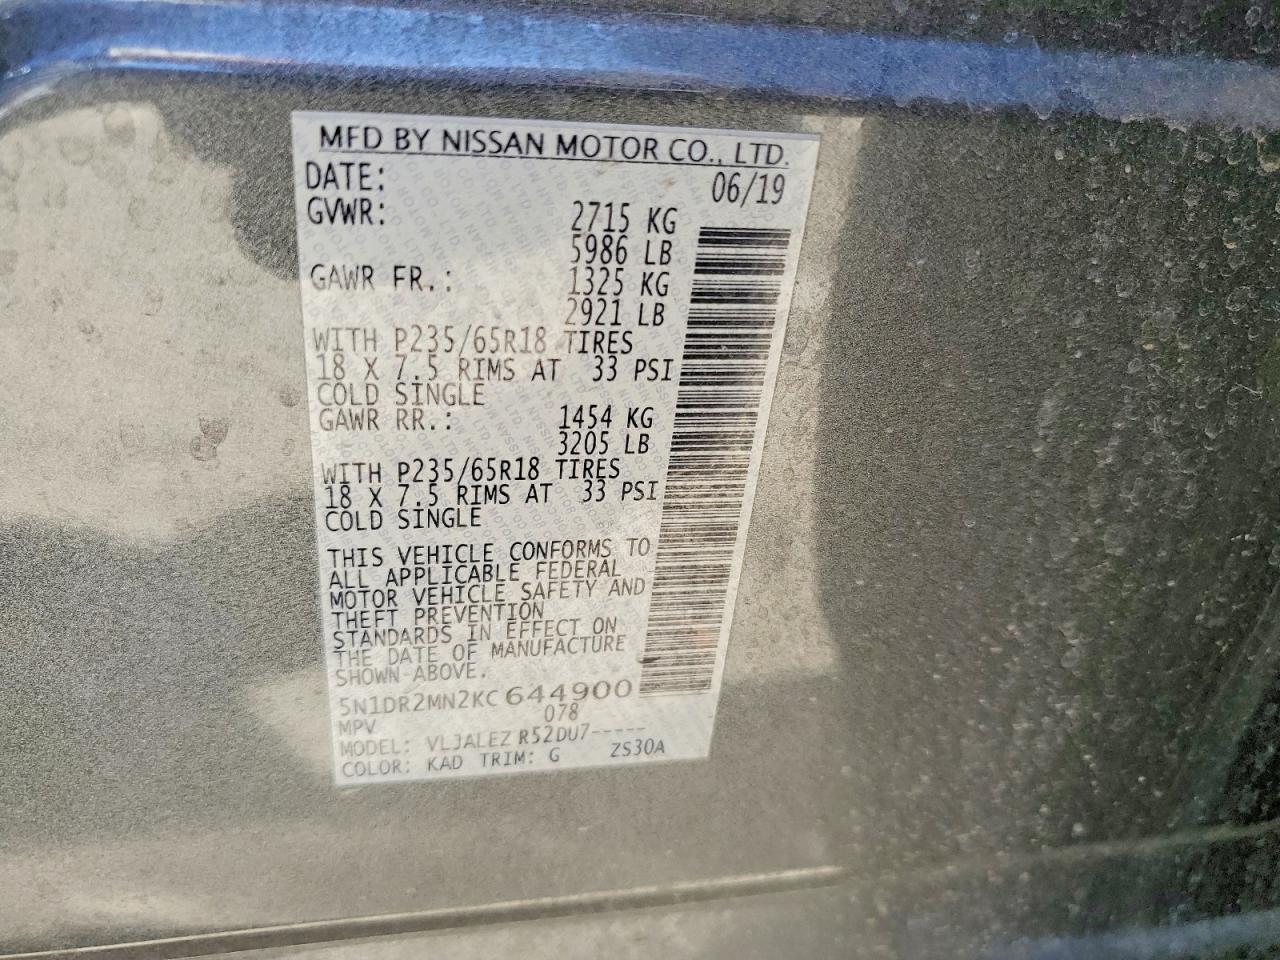 MFD BY NISSAN MOTOR CO., LTD.
DATE: 06/19
GVWR: 2715 KG
5986 LB
GAWR FR.: 1325 KG
2921 LB
WITH P235/65R18 TIRES
18 X 7.5 RIMS AT 33 PSI
COLD SINGLE
GAWR RR.: 1454 KG
3205 LB
WITH P235/65R18 TIRES
18 X 7.5 RIMS AT 33 PSI
COLD SINGLE
THIS VEHICLE CONFORMS TO
ALL APPLICABLE FEDERAL
MOTOR VEHICLE SAFETY AND
THEFT PREVENTION
STANDARDS IN EFFECT ON
THE DATE OF MANUFACTURE
SHOWN ABOVE.
5N1DR2MN2KC644900
MPV 078
MODEL: VLJALEZ R52DU7-----
COLOR: KAD TRIM: G ZS30A